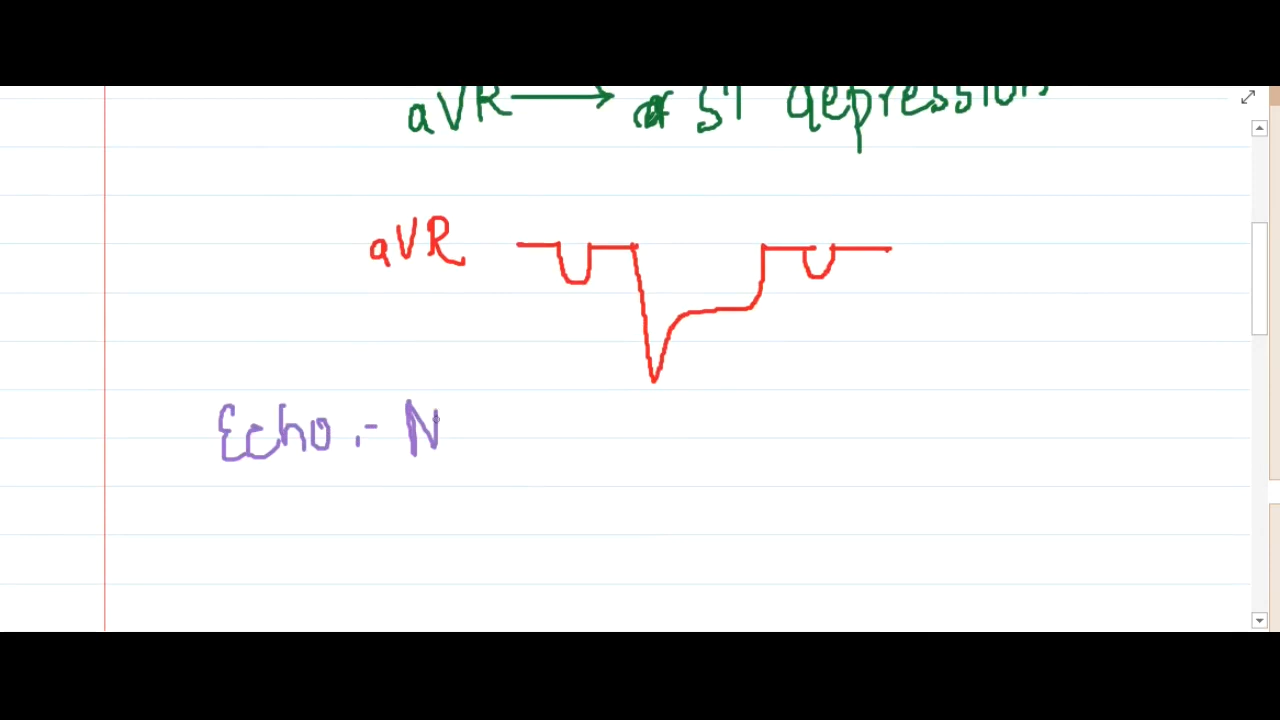 aVR → ST depression
aVR
Echo :- N